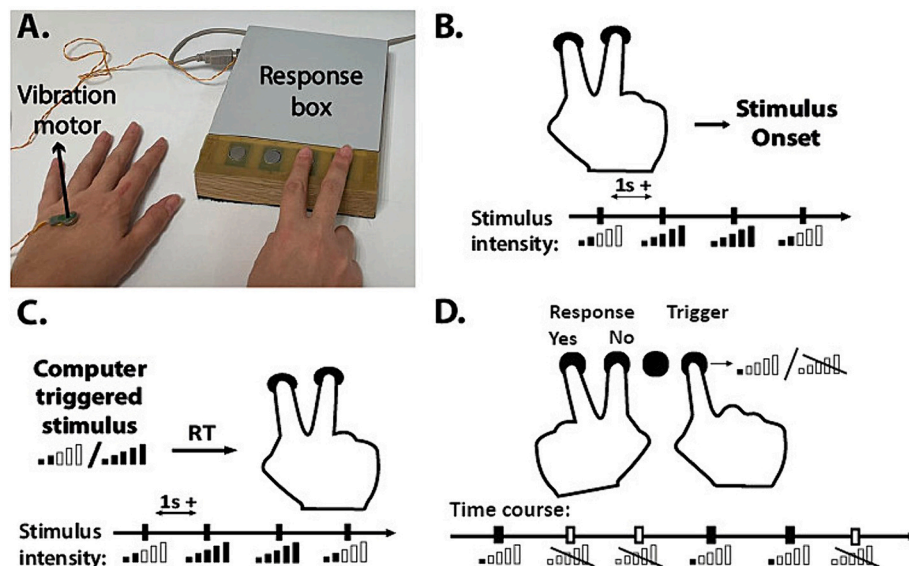 A.
Vibration
motor
Response
box
B.
Stimulus
Onset
1s +
Stimulus
intensity:
C.
Computer
triggered
stimulus
/
RT
1s +
Stimulus
intensity:
D.
Response
Trigger
Yes
No
/
Time course: